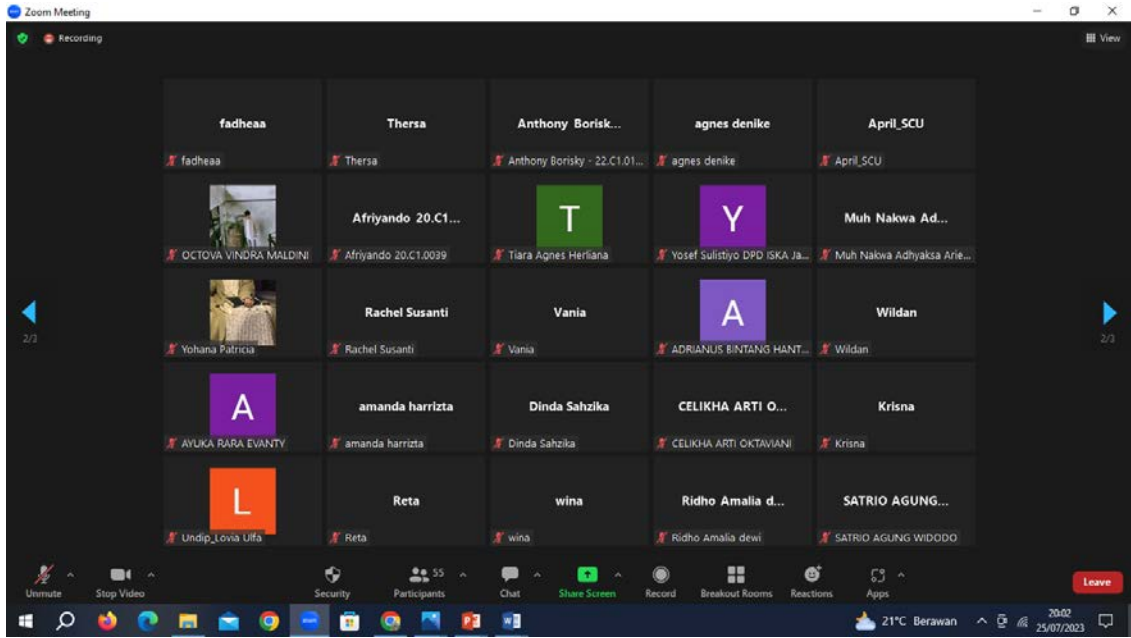 Zoom Meeting
Recording
View
fadheaa
Thersa
Anthony Borisk...
agnes denike
April_SCU
fadheaa
Thersa
Anthony Borisky - 22.C1.01...
agnes denike
April_SCU
Afriyando 20.C1...
T
Y
Muh Nakwa Ad...
OCTOVA VINDRA MALDINI
Afriyando 20.C1.0039
Tiara Agnes Herliana
Yosef Sulistiyo DPD ISKA Ja...
Muh Nakwa Adhyaksa Arie...
Rachel Susanti
Vania
A
Wildan
2/3
2/3
Yohana Patricia
Rachel Susanti
Vania
ADRIANUS BINTANG HANT...
Wildan
A
amanda harrizta
Dinda Sahzika
CELIKHA ARTI O...
Krisna
AYUKA RARA EVANTY
amanda harrizta
Dinda Sahzika
CELIKHA ARTI OKTAVIANI
Krisna
L
Reta
wina
Ridho Amalia d...
SATRIO AGUNG...
Undip_Lovia Ulfa
Reta
wina
Ridho Amalia dewi
SATRIO AGUNG WIDODO
55
Unmute
Stop Video
Security
Participants
Chat
Share Screen
Record
Breakout Rooms
Reactions
Apps
Leave
21°C Berawan
20:02
25/07/2023